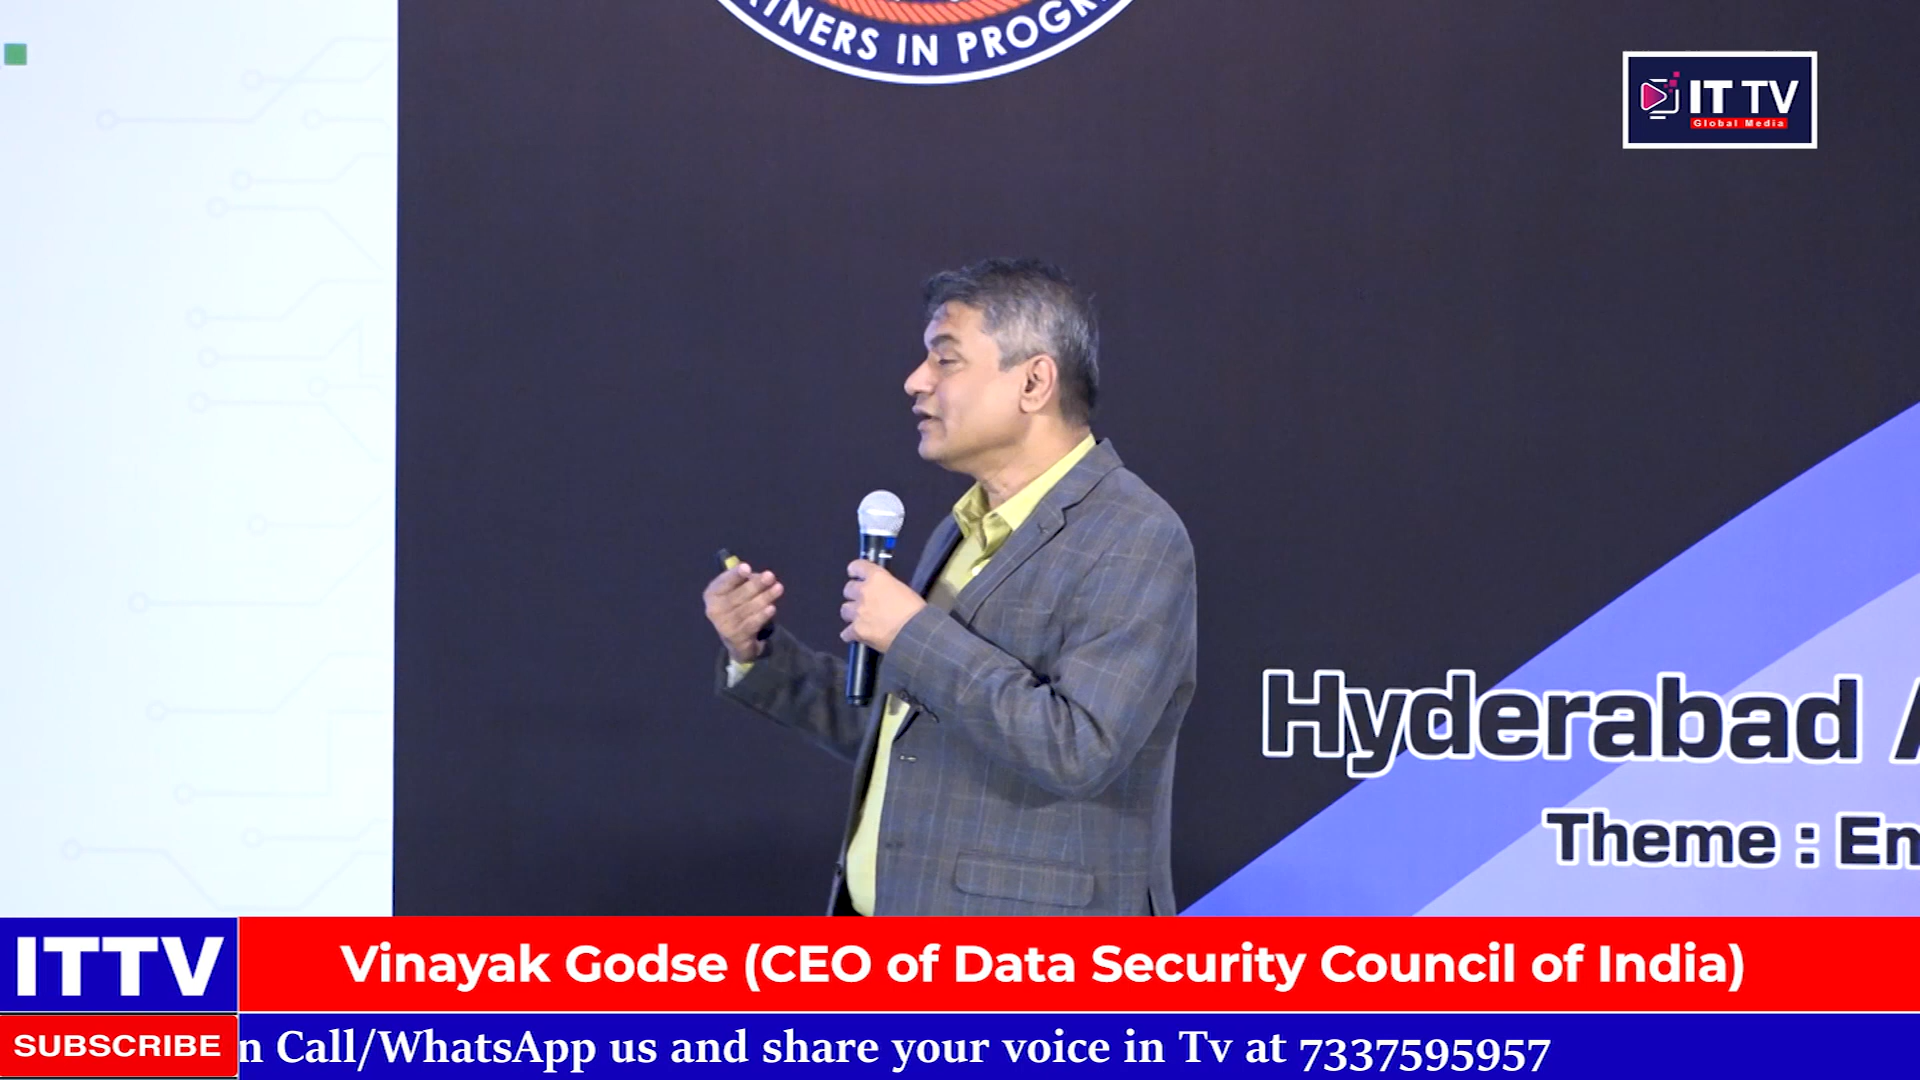 IN PROG
IT TV
Global Media
Hyderabad
Theme : En
ITTV
Vinayak Godse (CEO of Data Security Council of India)
SUBSCRIBE
n Call/WhatsApp us and share your voice in Tv at 7337595957